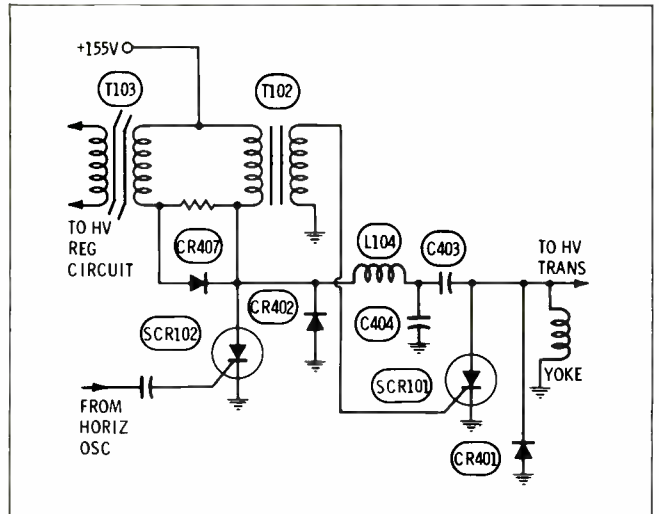 +155V
T103
T102
TO HV
REG
CIRCUIT
CR407
L104
C403
TO HV
TRANS
CR402
C404
SCR102
SCR101
YOKE
FROM
HORIZ
OSC
CR401